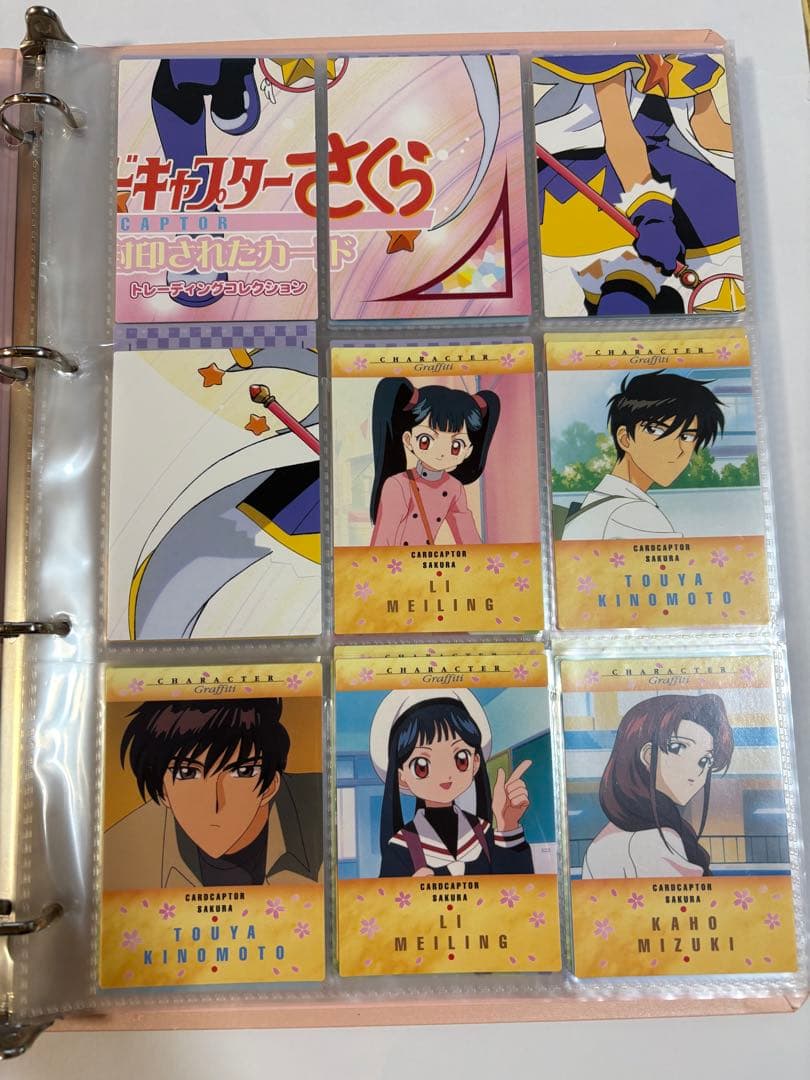 ードキャプターさくら
CAPTOR
封印されたカード
トレーディングコレクション
CHARACTER
Graffiti
CARDCAPTOR
SAKURA
LI
MEILING
CHARACTER
Graffiti
CARDCAPTOR
SAKURA
TOUYA
KINOMOTO
CHARACTER
Graffiti
CARDCAPTOR
SAKURA
TOUYA
KINOMOTO
CHARACTER
CHARACTER
Graffiti
CARDCAPTOR
SAKURA
LI
MEILING
CHARACTER
Graffiti
CARDCAPTOR
SAKURA
KAHO
MIZUKI